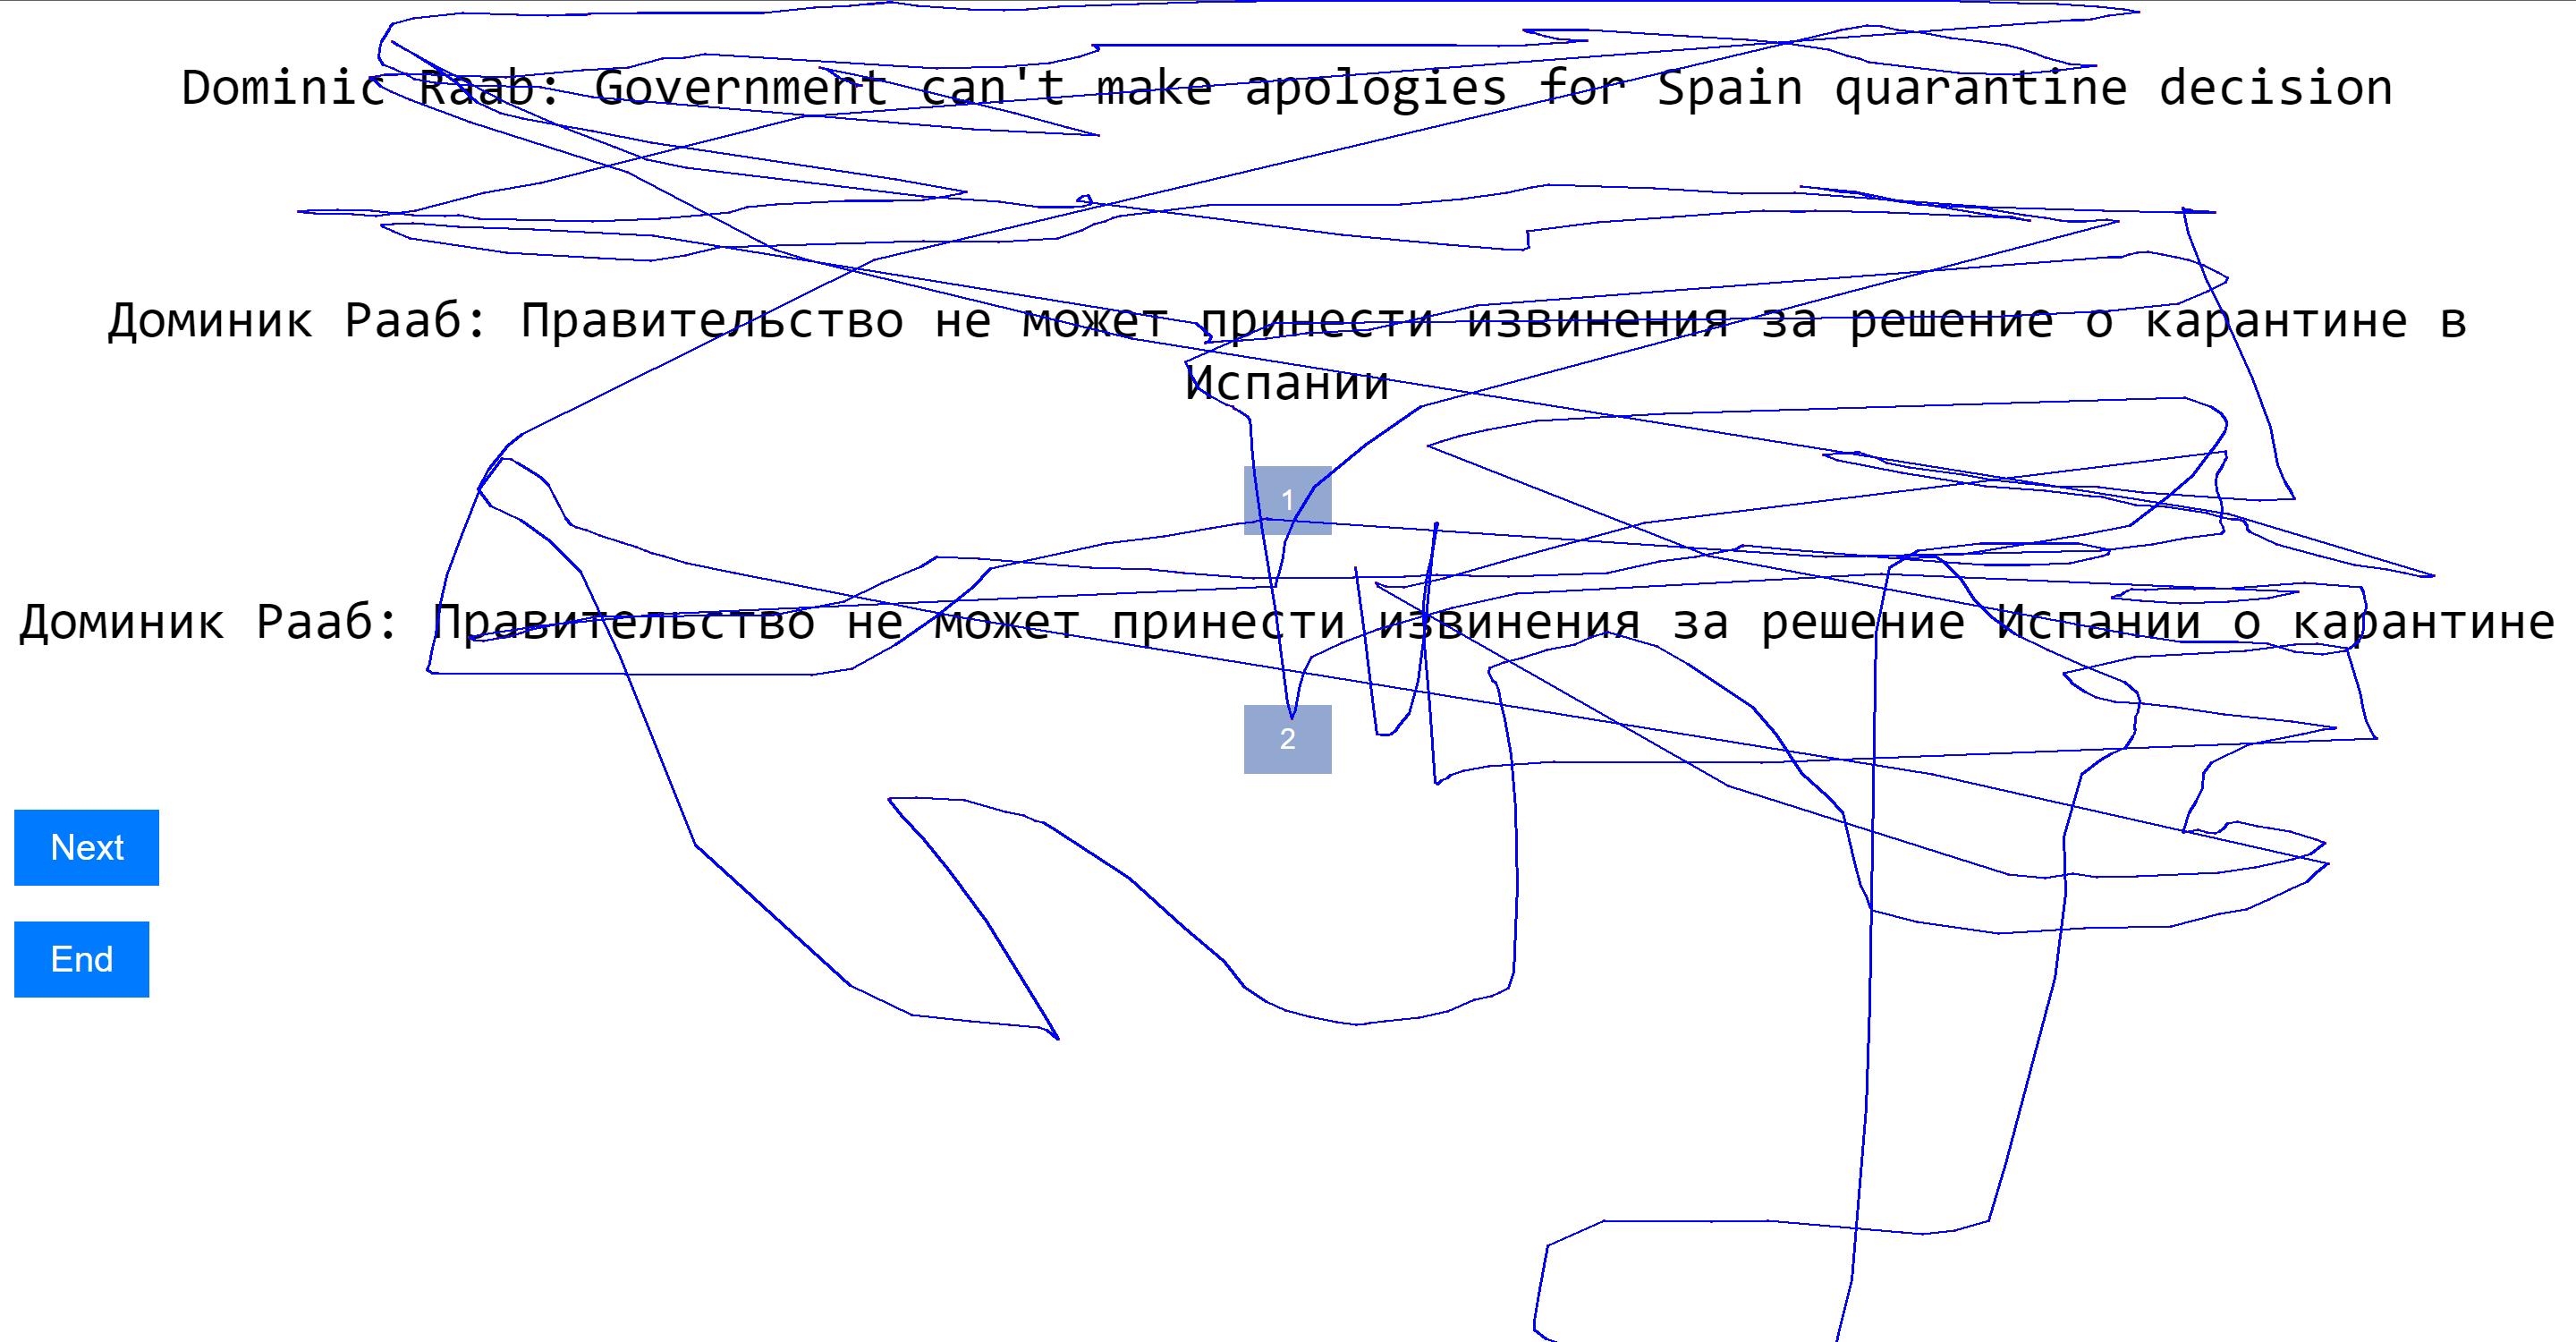 Dominic Raab: Government can't make apologies for Spain quarantine decision
Доминик Рааб: Правительство не может принести извинения за решение о карантине в
Испании
1
Доминик Рааб: Правительство не может принести извинения за решение Испании о карантине
2
Next
End